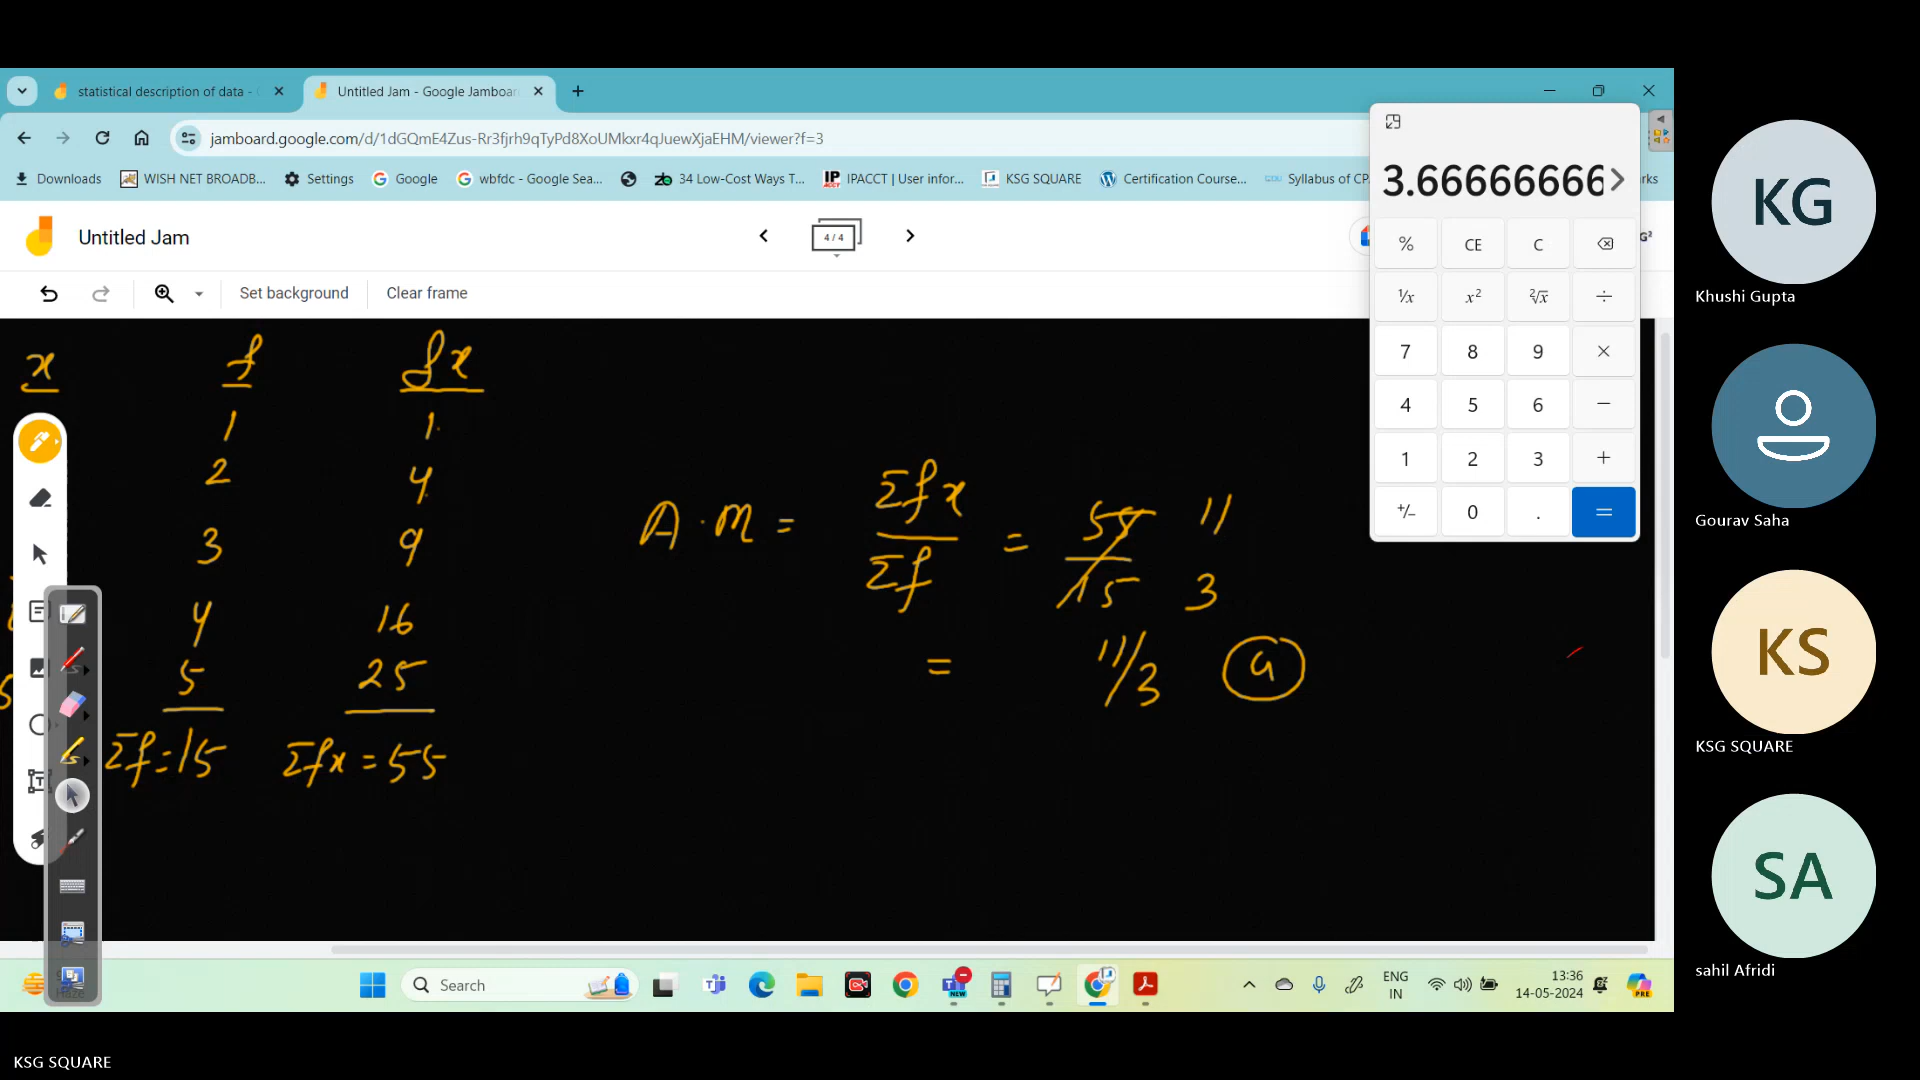 statistical description of data -
Untitled Jam - Google Jamboar
jamboard.google.com/d/1dGQmE4Zus-Rr3fjrh9qTyPd8XoUMkxr4qJuewXjaEHM/viewer?f=3
Downloads
WISH NET BROADB...
Settings
Google
wbfdc - Google Sea...
34 Low-Cost Ways T...
IPACCT | User infor...
KSG SQUARE
Certification Course...
Syllabus of CP
Untitled Jam
4 / 4
Set background
Clear frame
3.66666666
% CE C
¹/x x² ²√x ÷
7 8 9 ×
4 5 6 −
1 2 3 +
+/− 0 . =
x f fx
1 1
2 4
3 9
4 16
5 25
Σf=15 Σfx=55
A.M = Σfx/Σf = 55/15 11/3
= 11/3 a
Search
ENG
IN
13:36
14-05-2024
PRE
NEW
KG
Khushi Gupta
Gourav Saha
KS
KSG SQUARE
SA
sahil Afridi
KSG SQUARE